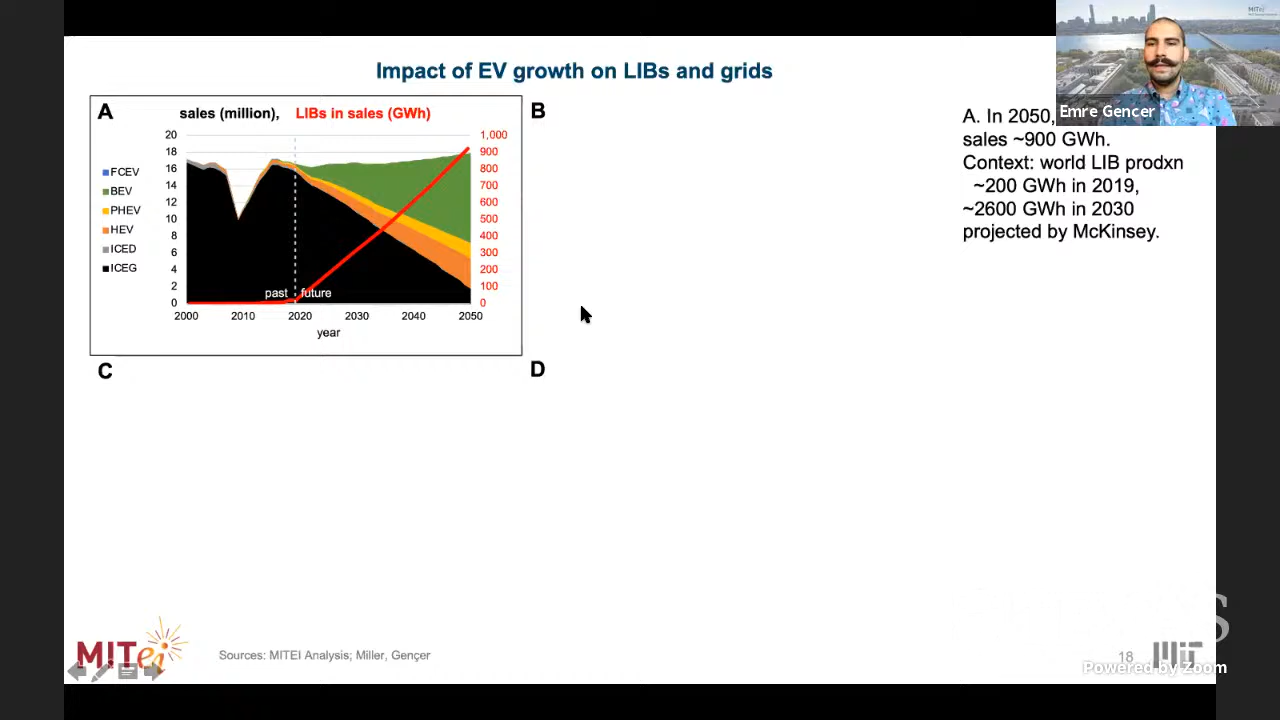 MITei
Impact of EV growth on LIBs and grids
Emre Gencer
A
sales (million), LIBs in sales (GWh)
B
20
18
16
14
12
10
8
6
4
2
0
1,000
900
800
700
600
500
400
300
200
100
0
FCEV
BEV
PHEV
HEV
ICED
ICEG
past
future
2000
2010
2020
2030
2040
2050
year
A. In 2050,
sales ~900 GWh.
Context: world LIB prodxn
~200 GWh in 2019,
~2600 GWh in 2030
projected by McKinsey.
C
D
MITei
Sources: MITEI Analysis; Miller, Gençer
18
MIT
Powered by Zoom